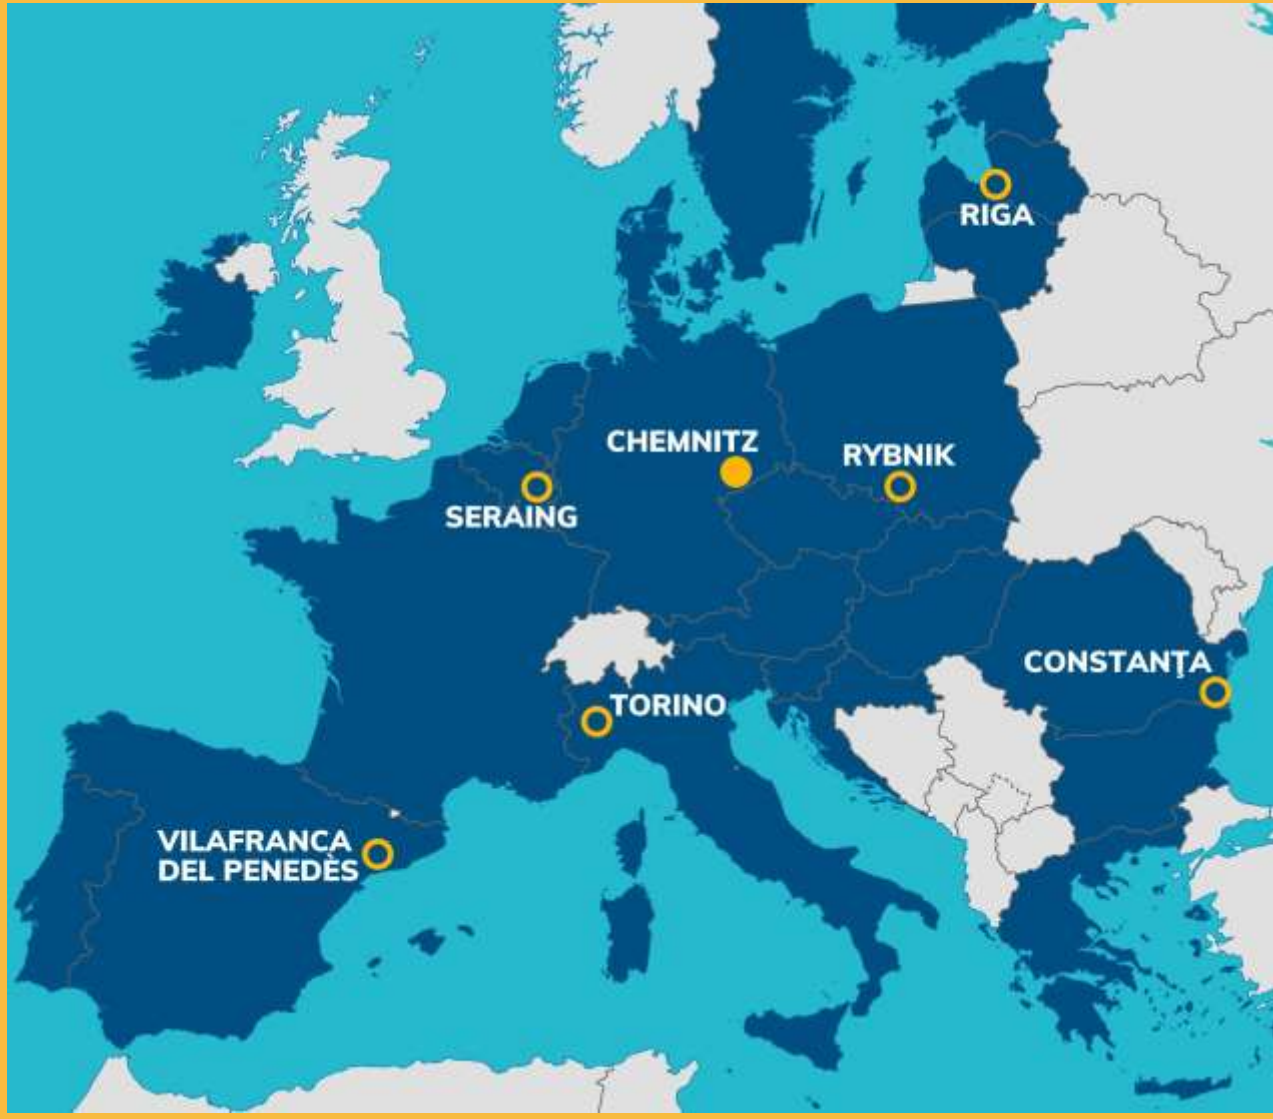 RIGA
CHEMNITZ
RYBNIK
SERAING
CONSTANŢA
TORINO
VILAFRANCA
DEL PENEDÈS